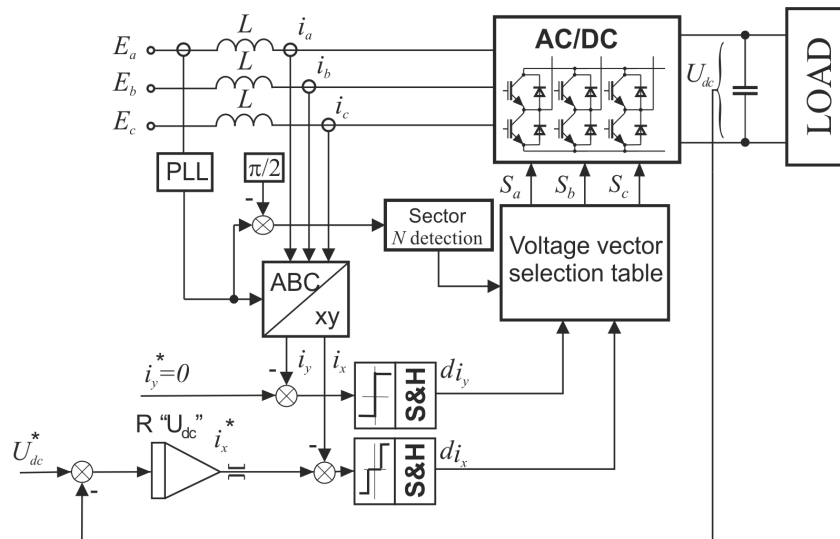 E_a
L
i_a
AC/DC
U_dc
LOAD
E_b
L
i_b
E_c
L
i_c
PLL
π/2
-
Sector
N detection
S_a
S_b
S_c
Voltage vector
selection table
ABC
xy
i_y
i_x
-
i_y^*=0
S&H
di_y
R "U_dc"
i_x^*
-
S&H
di_x
U_dc^*
-